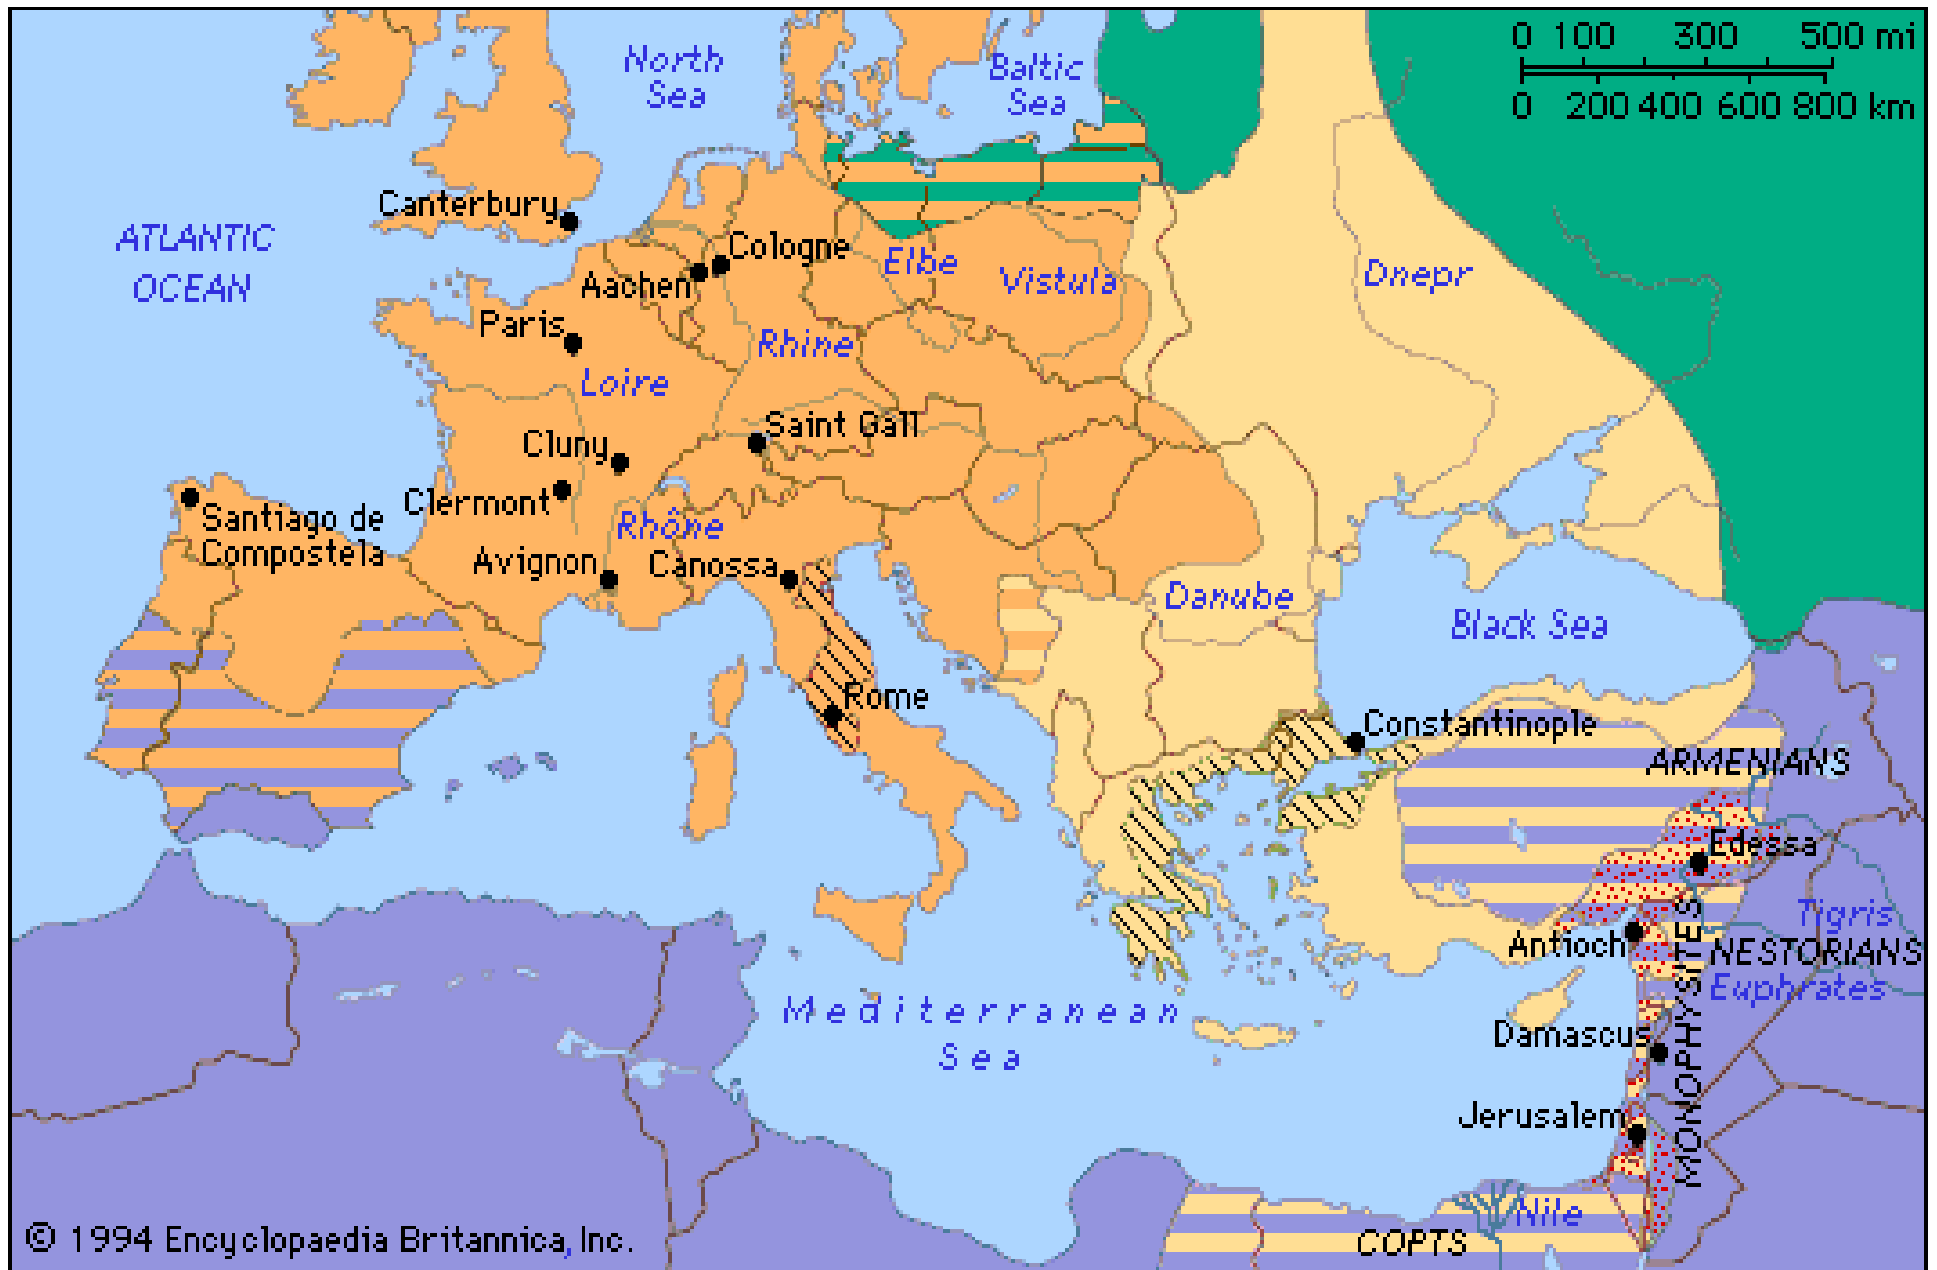 0 100 300 500 mi
0 200 400 600 800 km
North
Sea
Baltic
Sea
Canterbury
ATLANTIC
OCEAN
Cologne
Aachen
Elbe
Vistula
Dnepr
Paris
Rhine
Loire
Saint Gall
Cluny
Clermont
Santiago de
Compostela
Rhône
Avignon
Canossa
Danube
Black Sea
Rome
Constantinople
ARMENIANS
Edessa
Tigris
Antioch
NESTORIANS
Euphrates
MONOPHYSITES
Mediterranean
Sea
Damascus
Jerusalem
Nile
COPTS
© 1994 Encyclopaedia Britannica, Inc.